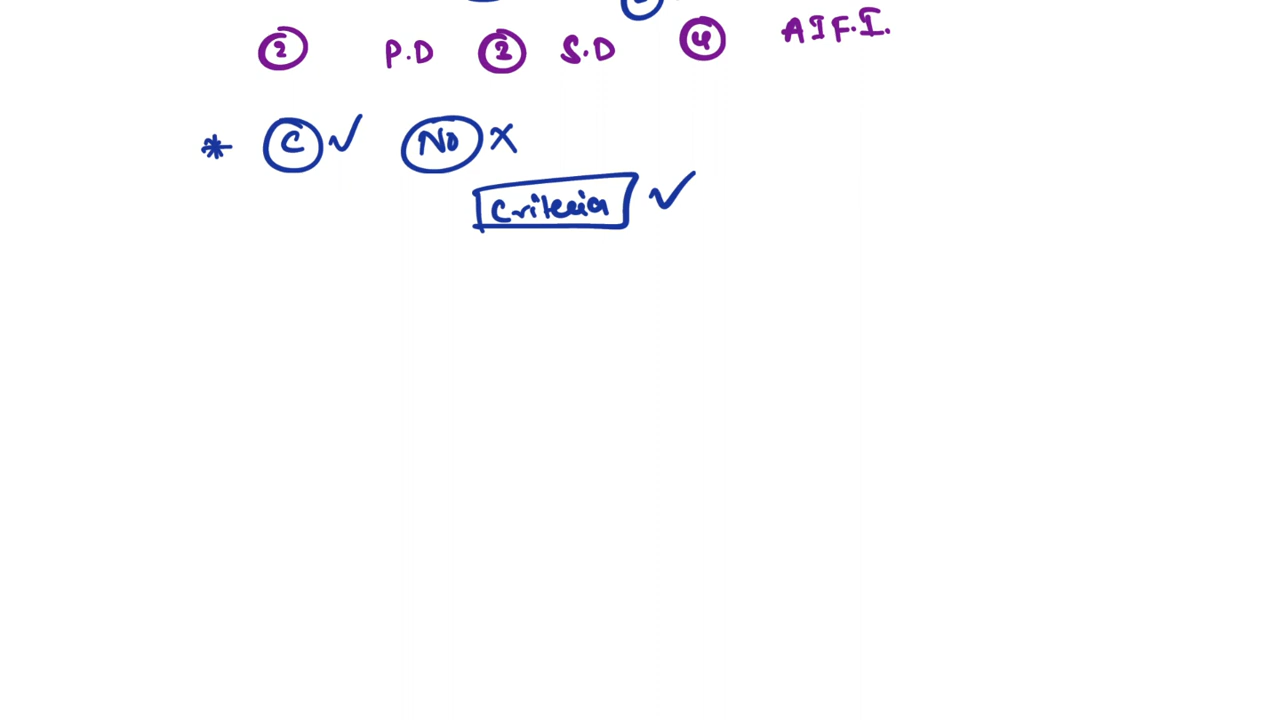 ② P.D ② S.D ④ A I F.I.
* C ✓ No ✗
Criteria ✓